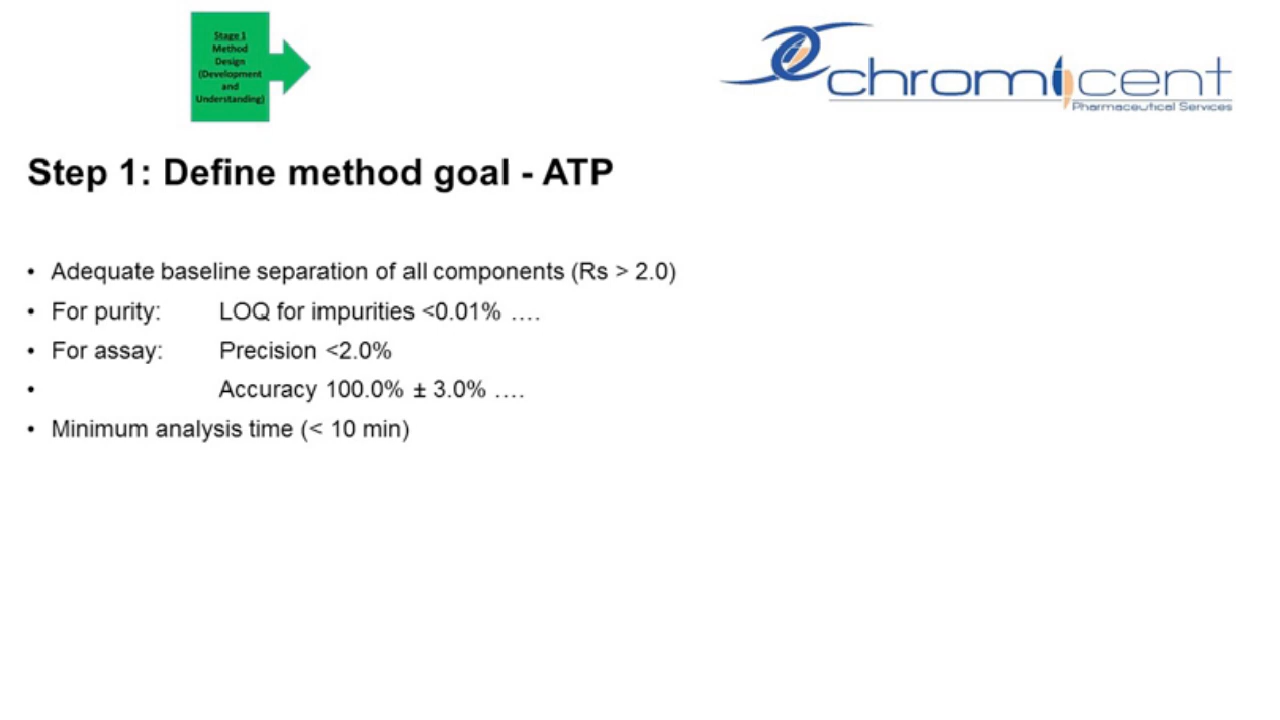 Stage 1
Method
Design
(Development
and
Understanding)
chromicent
Pharmaceutical Services
Step 1: Define method goal - ATP
• Adequate baseline separation of all components (Rs > 2.0)
• For purity: LOQ for impurities <0.01% ....
• For assay: Precision <2.0%
• Accuracy 100.0% ± 3.0% ....
• Minimum analysis time (< 10 min)